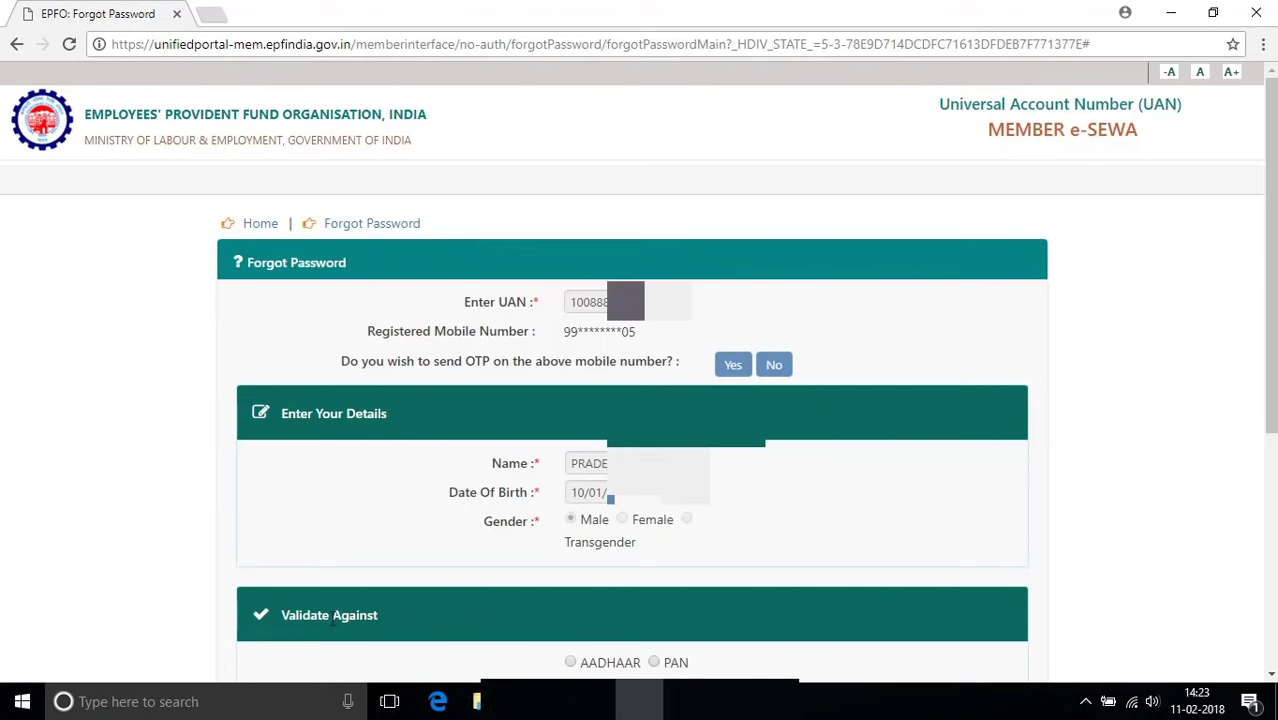 EPFO: Forgot Password
https://unifiedportal-mem.epfindia.gov.in/memberinterface/no-auth/forgotPassword/forgotPasswordMain?_HDIV_STATE_=5-3-78E9D714DCDFC71613DFDEB7F771377E#
-A A A+
EMPLOYEES' PROVIDENT FUND ORGANISATION, INDIA
MINISTRY OF LABOUR & EMPLOYMENT, GOVERNMENT OF INDIA
Universal Account Number (UAN)
MEMBER e-SEWA
Home | Forgot Password
? Forgot Password
Enter UAN :* 100888
Registered Mobile Number : 99********05
Do you wish to send OTP on the above mobile number? : Yes No
Enter Your Details
Name :* PRADE
Date Of Birth :* 10/01/
Gender :* Male Female
Transgender
Validate Against
AADHAAR PAN
Type here to search
14:23
11-02-2018
1